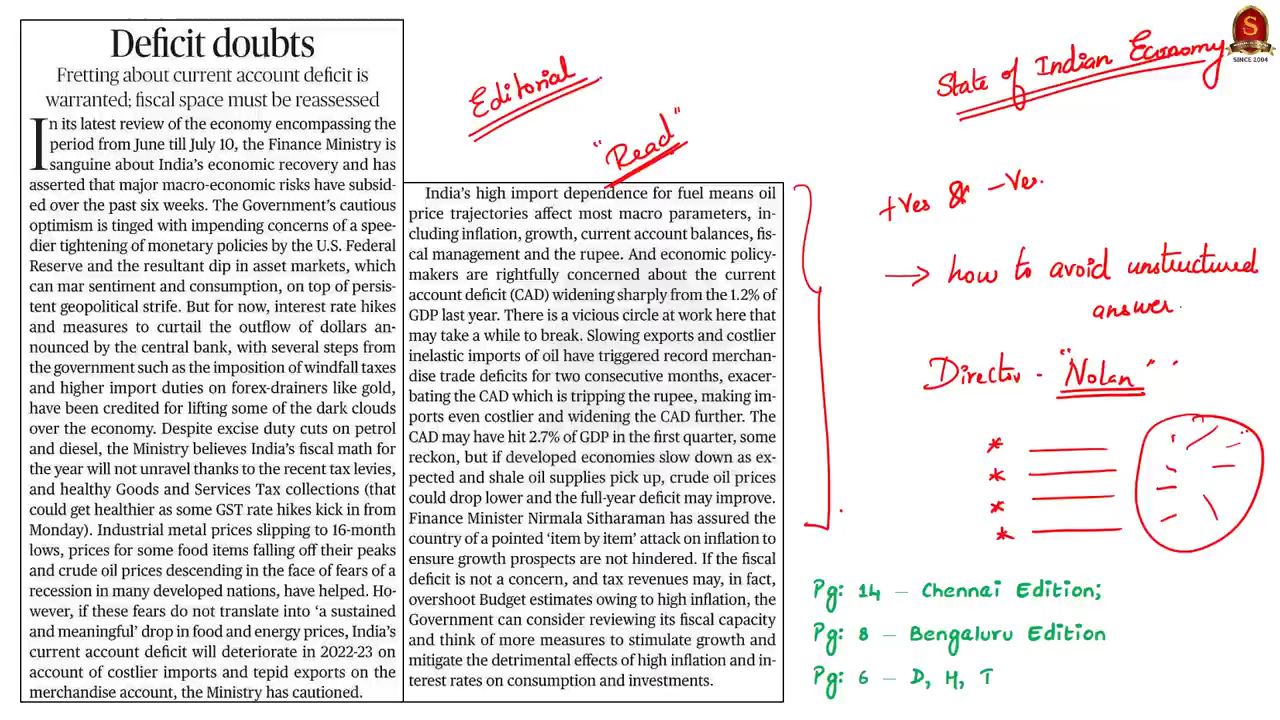 Deficit doubts
Fretting about current account deficit is
warranted; fiscal space must be reassessed
In its latest review of the economy encompassing the
period from June till July 10, the Finance Ministry is
sanguine about India's economic recovery and has
asserted that major macro-economic risks have subsid-
ed over the past six weeks. The Government's cautious
optimism is tinged with impending concerns of a spee-
dier tightening of monetary policies by the U.S. Federal
Reserve and the resultant dip in asset markets, which
can mar sentiment and consumption, on top of persis-
tent geopolitical strife. But for now, interest rate hikes
and measures to curtail the outflow of dollars an-
nounced by the central bank, with several steps from
the government such as the imposition of windfall taxes
and higher import duties on forex-drainers like gold,
have been credited for lifting some of the dark clouds
over the economy. Despite excise duty cuts on petrol
and diesel, the Ministry believes India's fiscal math for
the year will not unravel thanks to the recent tax levies,
and healthy Goods and Services Tax collections (that
could get healthier as some GST rate hikes kick in from
Monday). Industrial metal prices slipping to 16-month
lows, prices for some food items falling off their peaks
and crude oil prices descending in the face of fears of a
recession in many developed nations, have helped. Ho-
wever, if these fears do not translate into 'a sustained
and meaningful' drop in food and energy prices, India's
current account deficit will deteriorate in 2022-23 on
account of costlier imports and tepid exports on the
merchandise account, the Ministry has cautioned.
Editorial
"Read"
India's high import dependence for fuel means oil
price trajectories affect most macro parameters, in-
cluding inflation, growth, current account balances, fis-
cal management and the rupee. And economic policy-
makers are rightfully concerned about the current
account deficit (CAD) widening sharply from the 1.2% of
GDP last year. There is a vicious circle at work here that
may take a while to break. Slowing exports and costlier
inelastic imports of oil have triggered record merchan-
dise trade deficits for two consecutive months, exacer-
bating the CAD which is tripping the rupee, making im-
ports even costlier and widening the CAD further. The
CAD may have hit 2.7% of GDP in the first quarter, some
reckon, but if developed economies slow down as ex-
pected and shale oil supplies pick up, crude oil prices
could drop lower and the full-year deficit may improve.
Finance Minister Nirmala Sitharaman has assured the
country of a pointed 'item by item' attack on inflation to
ensure growth prospects are not hindered. If the fiscal
deficit is not a concern, and tax revenues may, in fact,
overshoot Budget estimates owing to high inflation, the
Government can consider reviewing its fiscal capacity
and think of more measures to stimulate growth and
mitigate the detrimental effects of high inflation and in-
terest rates on consumption and investments.
State of Indian Economy
S
SINCE 2004
+ves & -ves.
→ how to avoid unstructured
answer.
Director - "Nolan"
Pg: 14 – Chennai Edition;
Pg: 8 – Bengaluru Edition
Pg: 6 – D, H, T